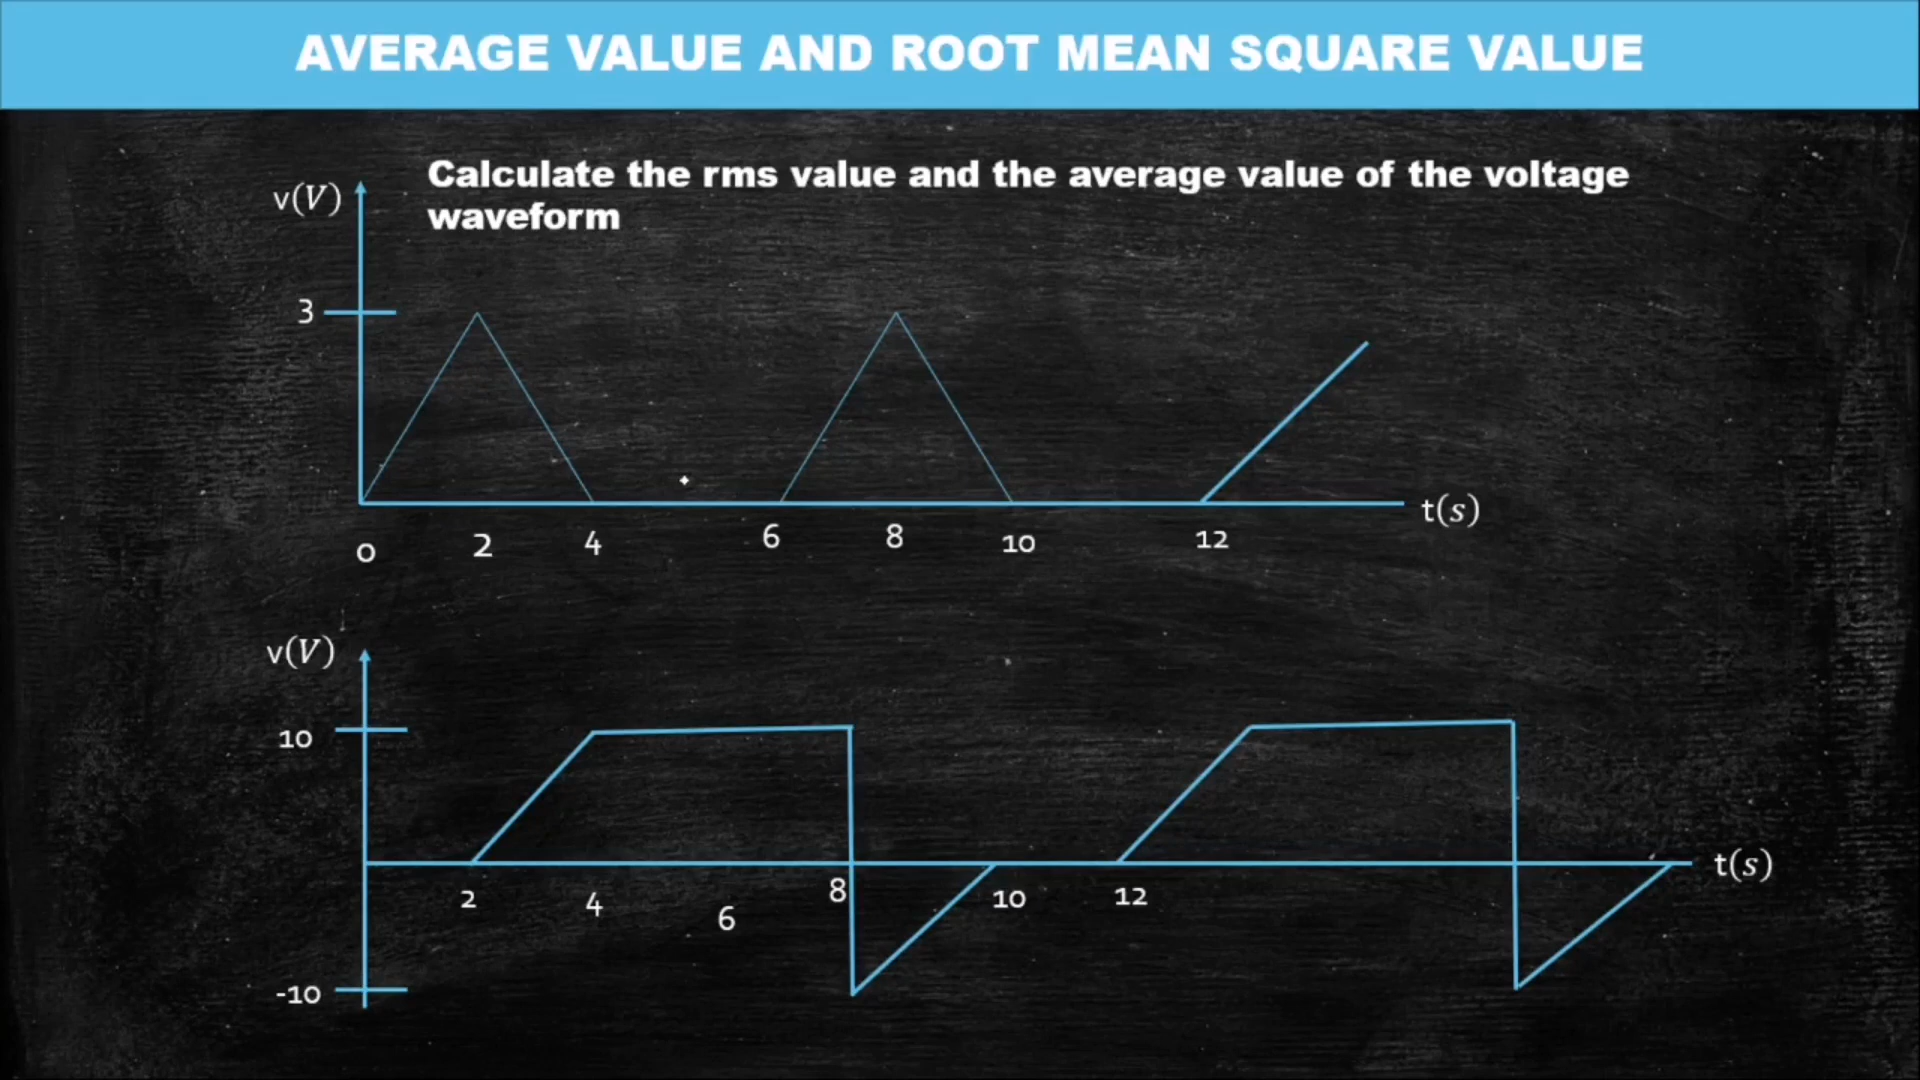 AVERAGE VALUE AND ROOT MEAN SQUARE VALUE
Calculate the rms value and the average value of the voltage
waveform
v(V)
3
0 2 4 6 8 10 12
t(s)
v(V)
10
2 4 6 8 10 12
t(s)
-10